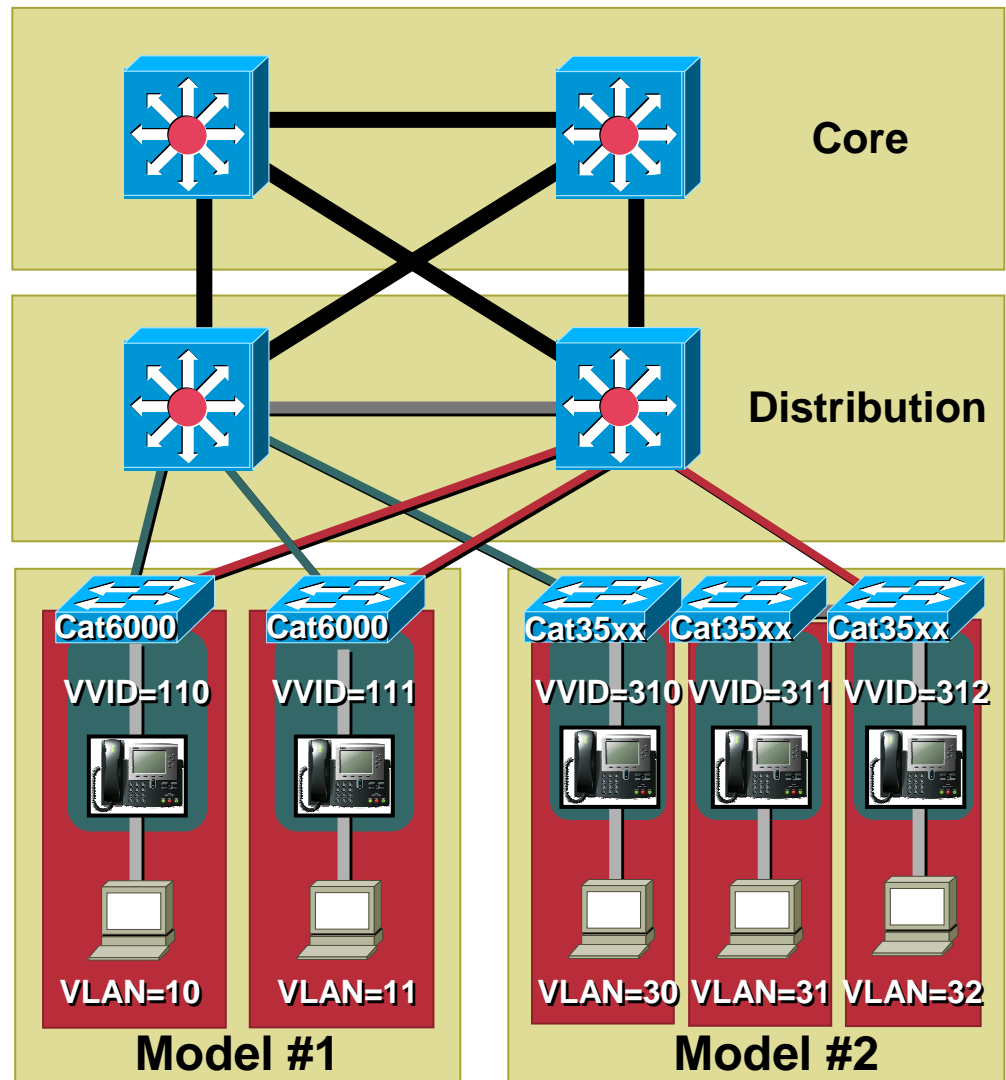 Core
Distribution
Cat6000
Cat6000
Cat35xx
Cat35xx
Cat35xx
VVID=110
VVID=111
VVID=310
VVID=311
VVID=312
VLAN=10
VLAN=11
VLAN=30
VLAN=31
VLAN=32
Model #1
Model #2